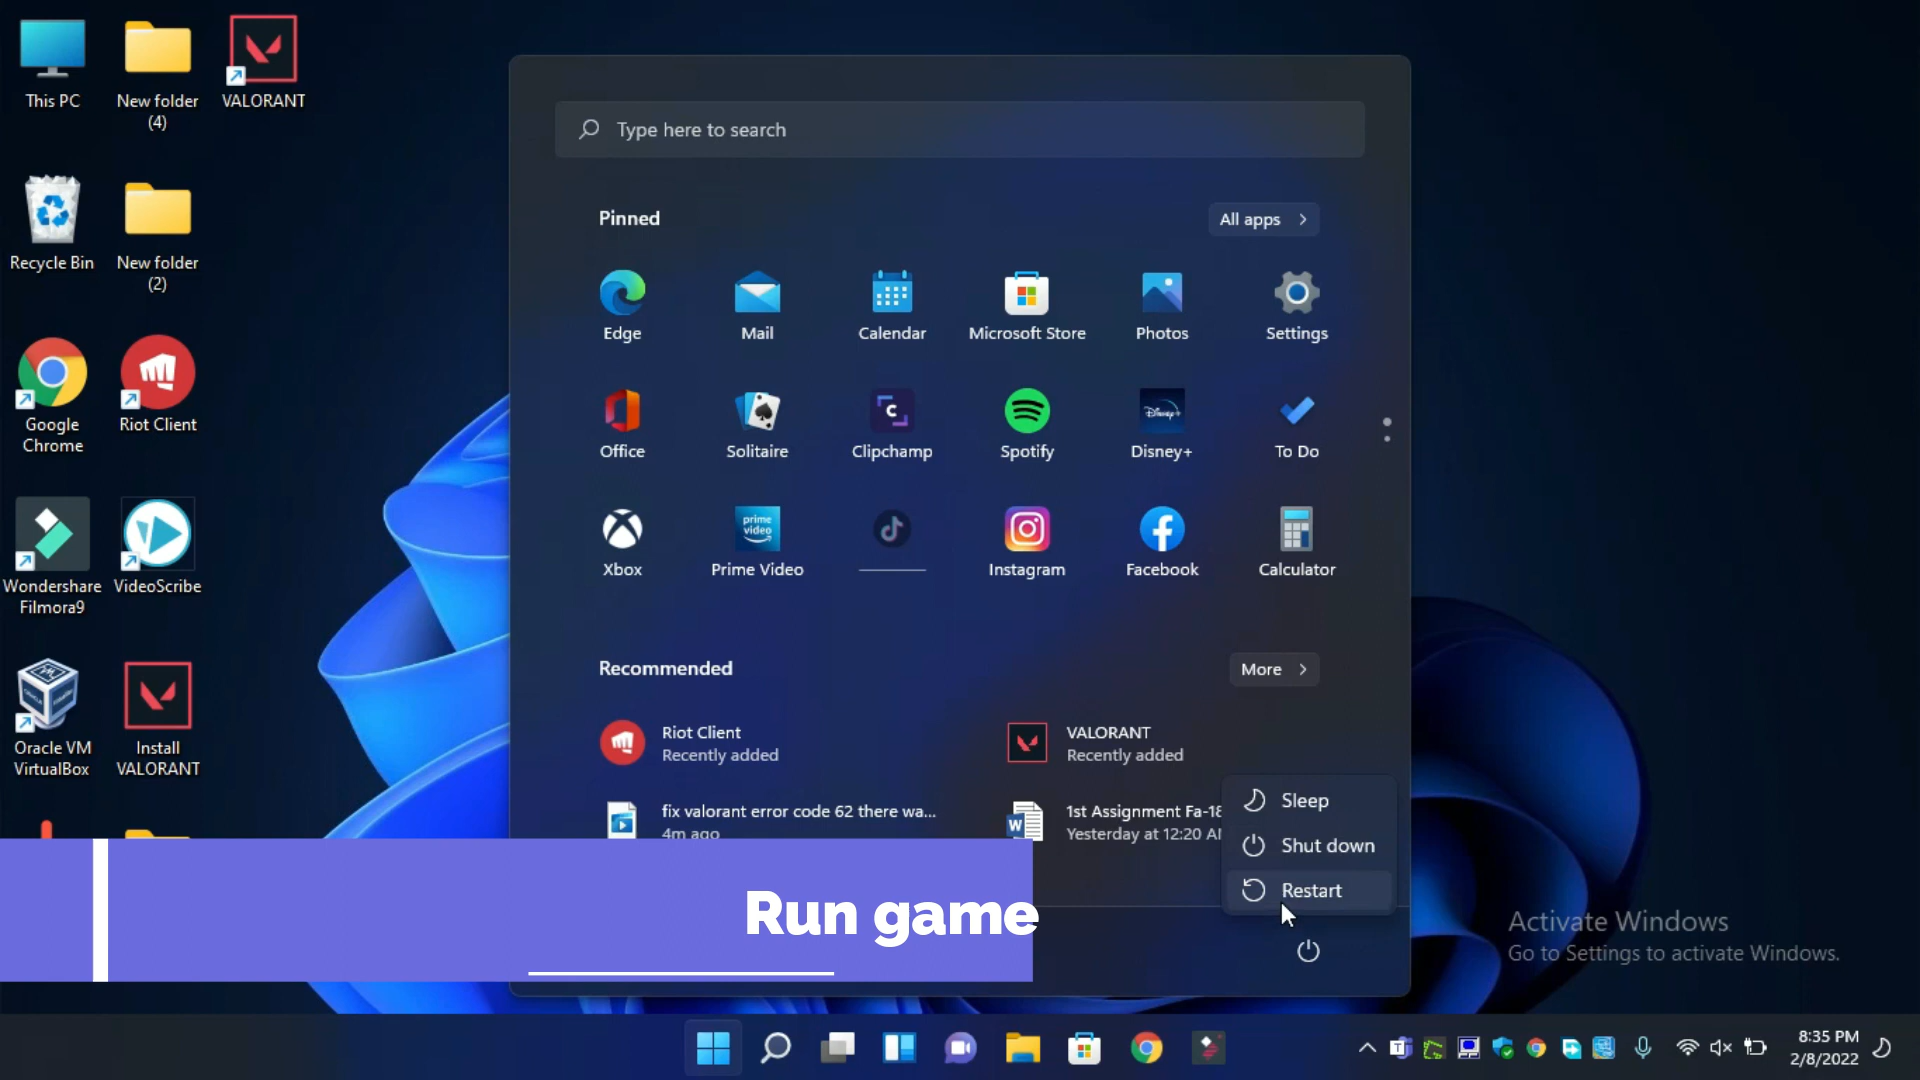 This PC
New folder
(4)
VALORANT
Recycle Bin
New folder
(2)
Google
Chrome
Riot Client
Wondershare
Filmora9
VideoScribe
Oracle VM
VirtualBox
Install
VALORANT
Type here to search
Pinned
All apps
Edge
Mail
Calendar
Microsoft Store
Photos
Settings
Office
Solitaire
Clipchamp
Spotify
Disney+
To Do
Xbox
prime
video
Prime Video
Instagram
Facebook
Calculator
Recommended
More
Riot Client
Recently added
VALORANT
Recently added
fix valorant error code 62 there wa...
4m ago
1st Assignment Fa-18
Yesterday at 12:20 AM
Sleep
Shut down
Restart
Run game
Activate Windows
Go to Settings to activate Windows.
8:35 PM
2/8/2022